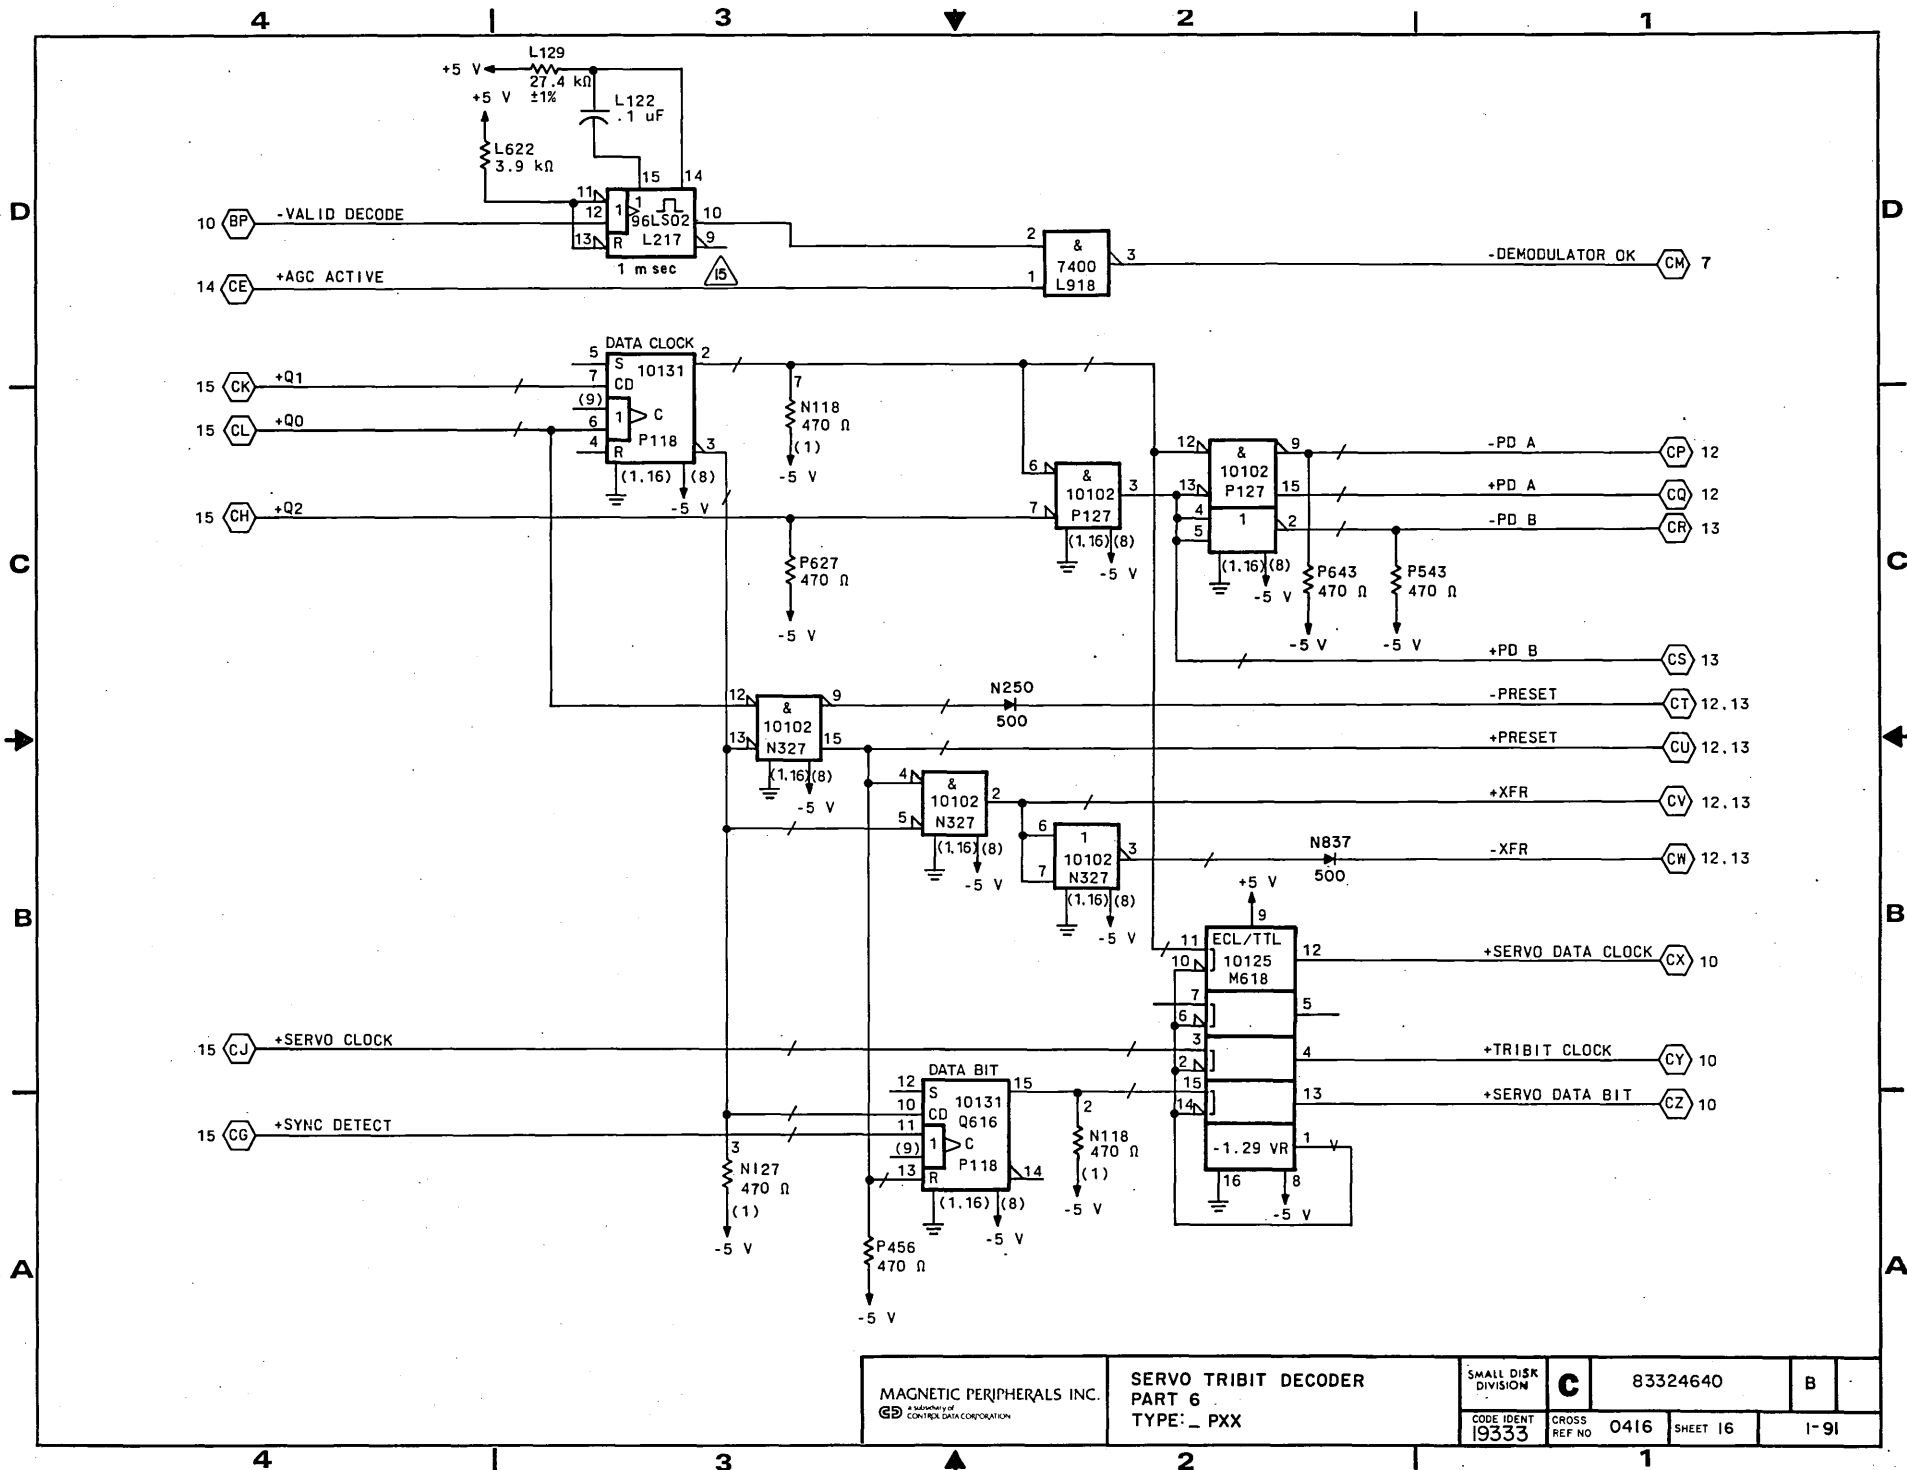 4 3 2 1
L129
+5 V
27.4 kΩ
±1%
+5 V
L122
.1 uF
L622
3.9 kΩ
15 14
11
12 1 1 10
96LS02
13 R L217 9
1 m sec
15
D D
10 BP -VALID DECODE
14 CE +AGC ACTIVE
2 & 3
7400
1 L918
-DEMODULATOR OK CM 7
DATA CLOCK
5 S 10131 2
7 CD
(9)
6 1 C
4 R P118 3
(1,16) (8)
-5 V
15 CK +Q1
15 CL +Q0
15 CH +Q2
7
N118
470 Ω
(1)
-5 V
P627
470 Ω
-5 V
6 &
10102 3
7 P127
(1,16) (8)
-5 V
12 & 9
10102
13 P127 15
4 1 2
5
(1,16) (8)
-5 V
P643
470 Ω
-5 V
P543
470 Ω
-5 V
-PD A CP 12
+PD A CQ 12
-PD B CR 13
C C
+PD B CS 13
12 & 9
10102
13 N327 15
(1,16) (8)
-5 V
N250
500
-PRESET CT 12,13
+PRESET CU 12,13
4 &
10102 2
5 N327
(1,16) (8)
-5 V
+XFR CV 12,13
6 1
10102 3
7 N327
(1,16) (8)
-5 V
N837
500
-XFR CW 12,13
B B
+5 V
9
11 ECL/TTL 12
10 10125
M618
7 5
6
3 4
2
15 13
14
-1.29 VR 1 V
16 8
-5 V
+SERVO DATA CLOCK CX 10
+TRIBIT CLOCK CY 10
+SERVO DATA BIT CZ 10
15 CJ +SERVO CLOCK
15 CG +SYNC DETECT
DATA BIT
12 S 10131 15
10 CD Q616
11
(9) 1 C
13 R P118 14
(1,16) (8)
-5 V
2
N118
470 Ω
(1)
-5 V
3
N127
470 Ω
(1)
-5 V
P456
470 Ω
-5 V
A A
MAGNETIC PERIPHERALS INC.
a subsidiary of
CONTROL DATA CORPORATION
SERVO TRIBIT DECODER
PART 6
TYPE:_ PXX
SMALL DISK
DIVISION
C 83324640 B
CODE IDENT
19333
CROSS
REF NO 0416 SHEET 16 1-91
4 3 2 1